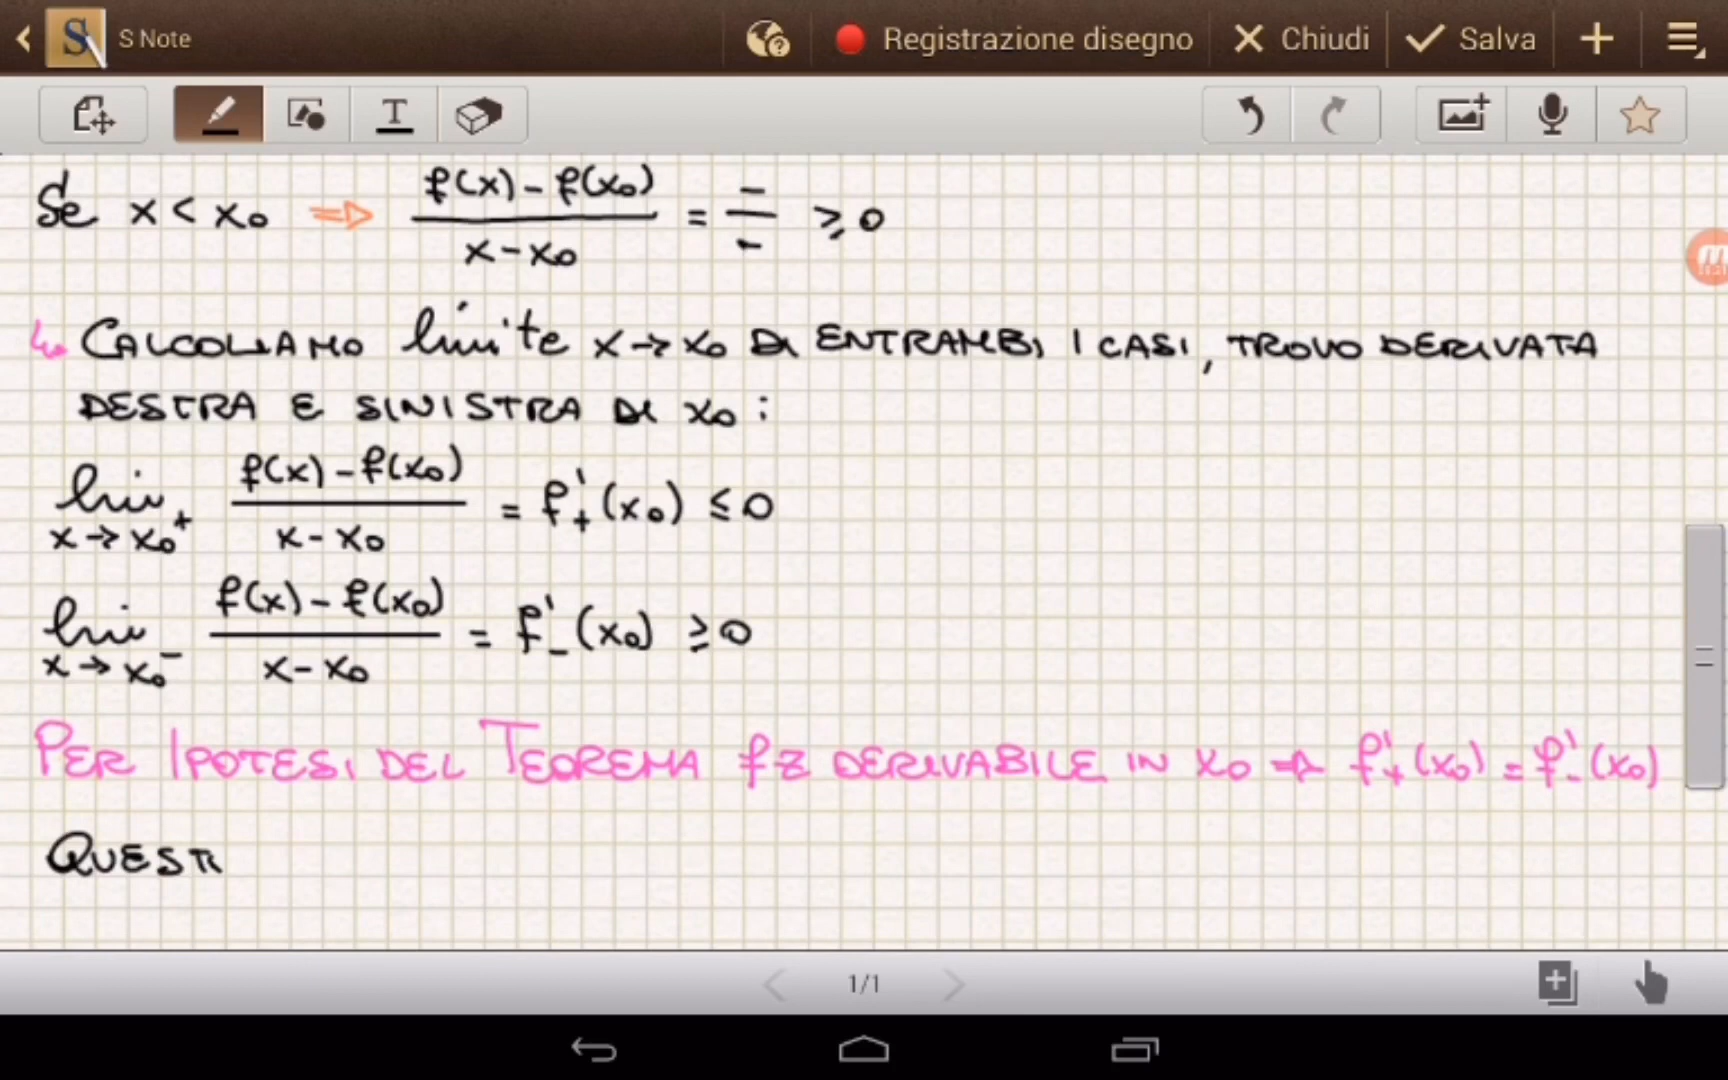 S Note
Registrazione disegno
Chiudi
Salva
T
Se x < x₀ ⇒ f(x) - f(x₀) / x - x₀ = - / - ≥ 0
↳ CALCOLIAMO limite x → x₀ DI ENTRAMBI I CASI, TROVO DERIVATA
DESTRA E SINISTRA DI x₀ :
lim x → x₀⁺ f(x) - f(x₀) / x - x₀ = f'₊(x₀) ≤ 0
lim x → x₀⁻ f(x) - f(x₀) / x - x₀ = f'₋(x₀) ≥ 0
PER IPOTESI DEL TEOREMA f È DERIVABILE IN x₀ ⇒ f'₊(x₀) = f'₋(x₀)
QUESTI
1/1